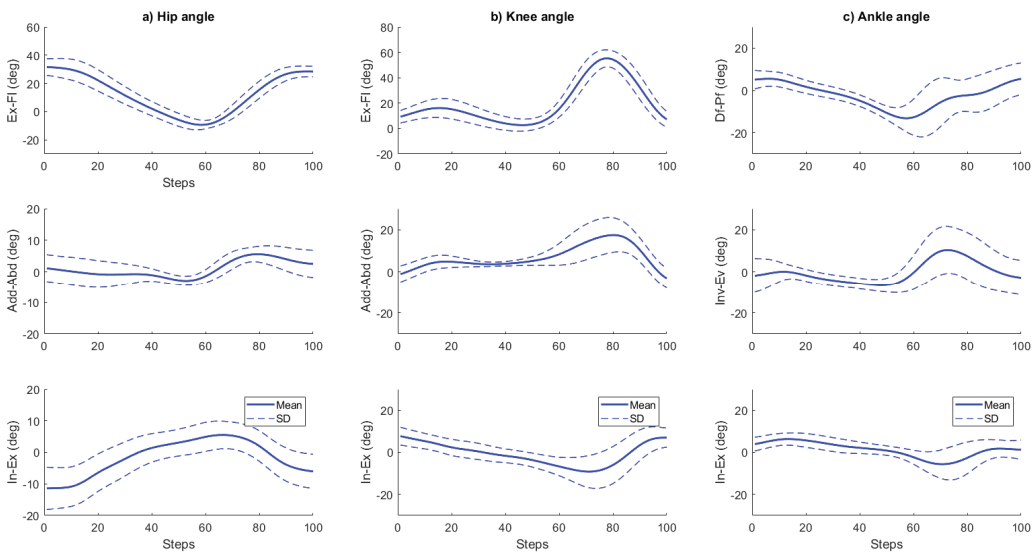 a) Hip angle
b) Knee angle
c) Ankle angle
Ex-Fl (deg)
60
40
20
0
-20
0 20 40 60 80 100
Steps
Ex-Fl (deg)
80
60
40
20
0
-20
0 20 40 60 80 100
Df-Pf (deg)
20
0
-20
0 20 40 60 80 100
Add-Abd (deg)
20
10
0
-10
-20
0 20 40 60 80 100
Add-Abd (deg)
20
0
-20
0 20 40 60 80 100
Inv-Ev (deg)
20
0
-20
0 20 40 60 80 100
In-Ex (deg)
20
10
0
-10
-20
Mean
SD
0 20 40 60 80 100
Steps
In-Ex (deg)
20
0
-20
Mean
SD
0 20 40 60 80 100
Steps
In-Ex (deg)
20
0
-20
Mean
SD
0 20 40 60 80 100
Steps